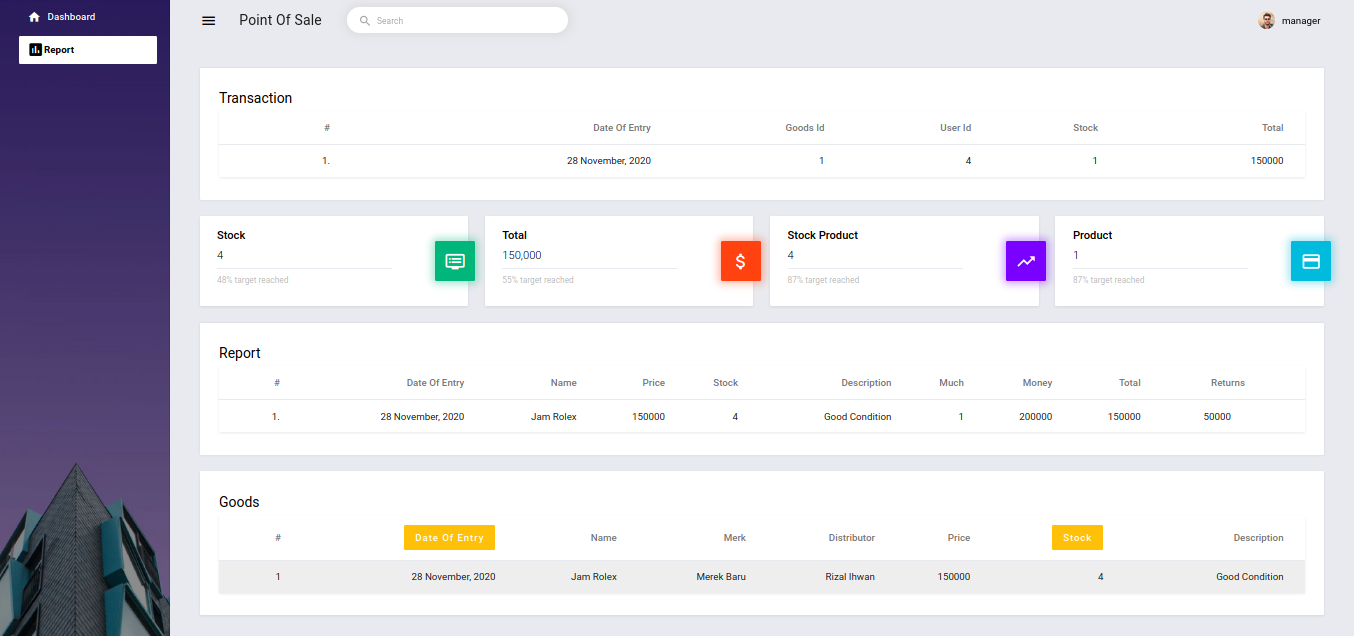 Dashboard
Report
Point Of Sale
Search
manager
Transaction
# Date Of Entry Goods Id User Id Stock Total
1. 28 November, 2020 1 4 1 150000
Stock
4
48% target reached
Total
150,000
55% target reached
$
Stock Product
4
87% target reached
Product
1
87% target reached
Report
# Date Of Entry Name Price Stock Description Much Money Total Returns
1. 28 November, 2020 Jam Rolex 150000 4 Good Condition 1 200000 150000 50000
Goods
# Date Of Entry Name Merk Distributor Price Stock Description
1 28 November, 2020 Jam Rolex Merek Baru Rizal Ihwan 150000 4 Good Condition